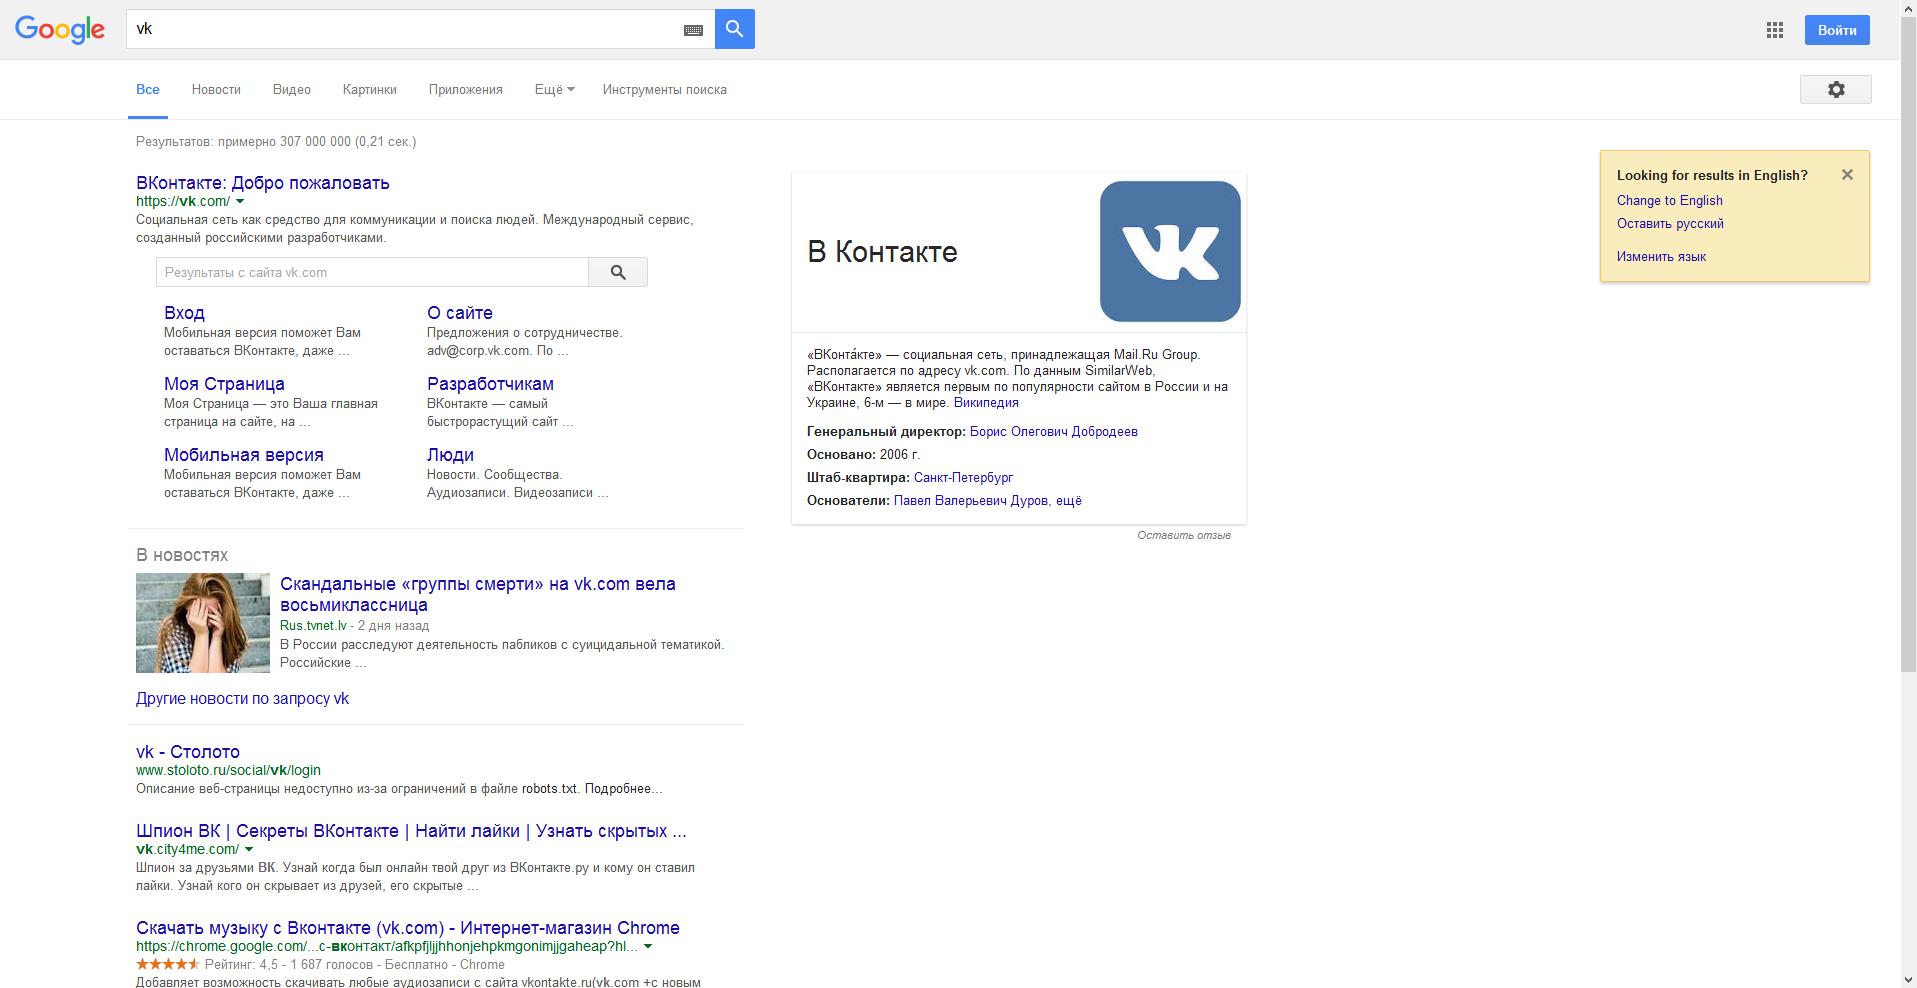 Google
vk
Войти
Все Новости Видео Картинки Приложения Ещё Инструменты поиска
Результатов: примерно 307 000 000 (0,21 сек.)
ВКонтакте: Добро пожаловать
https://vk.com/
Социальная сеть как средство для коммуникации и поиска людей. Международный сервис,
созданный российскими разработчиками.
Результаты с сайта vk.com
Вход
Мобильная версия поможет Вам
оставаться ВКонтакте, даже ...
О сайте
Предложения о сотрудничестве.
adv@corp.vk.com. По ...
Моя Страница
Моя Страница — это Ваша главная
страница на сайте, на ...
Разработчикам
ВКонтакте — самый
быстрорастущий сайт ...
Мобильная версия
Мобильная версия поможет Вам
оставаться ВКонтакте, даже ...
Люди
Новости. Сообщества.
Аудиозаписи. Видеозаписи ...
В новостях
Скандальные «группы смерти» на vk.com вела
восьмиклассница
Rus.tvnet.lv - 2 дня назад
В России расследуют деятельность пабликов с суицидальной тематикой.
Российские ...
Другие новости по запросу vk
vk - Столото
www.stoloto.ru/social/vk/login
Описание веб-страницы недоступно из-за ограничений в файле robots.txt. Подробнее...
Шпион ВК | Секреты ВКонтакте | Найти лайки | Узнать скрытых ...
vk.city4me.com/
Шпион за друзьями ВК. Узнай когда был онлайн твой друг из ВКонтакте.ру и кому он ставил
лайки. Узнай кого он скрывает из друзей, его скрытые ...
Скачать музыку с Вконтакте (vk.com) - Интернет-магазин Chrome
https://chrome.google.com/...с-вконтакт/afkpfjljjhhonjehpkmgonimjjgaheap?hl...
Рейтинг: 4,5 - 1 687 голосов - Бесплатно - Chrome
Добавляет возможность скачивать любые аудиозаписи с сайта vkontakte.ru(vk.com +с новым
В Контакте
VK
«ВКонта́кте» — социальная сеть, принадлежащая Mail.Ru Group.
Располагается по адресу vk.com. По данным SimilarWeb,
«ВКонтакте» является первым по популярности сайтом в России и на
Украине, 6-м — в мире. Википедия
Генеральный директор: Борис Олегович Добродеев
Основано: 2006 г.
Штаб-квартира: Санкт-Петербург
Основатели: Павел Валерьевич Дуров, ещё
Оставить отзыв
Looking for results in English?
Change to English
Оставить русский
Изменить язык